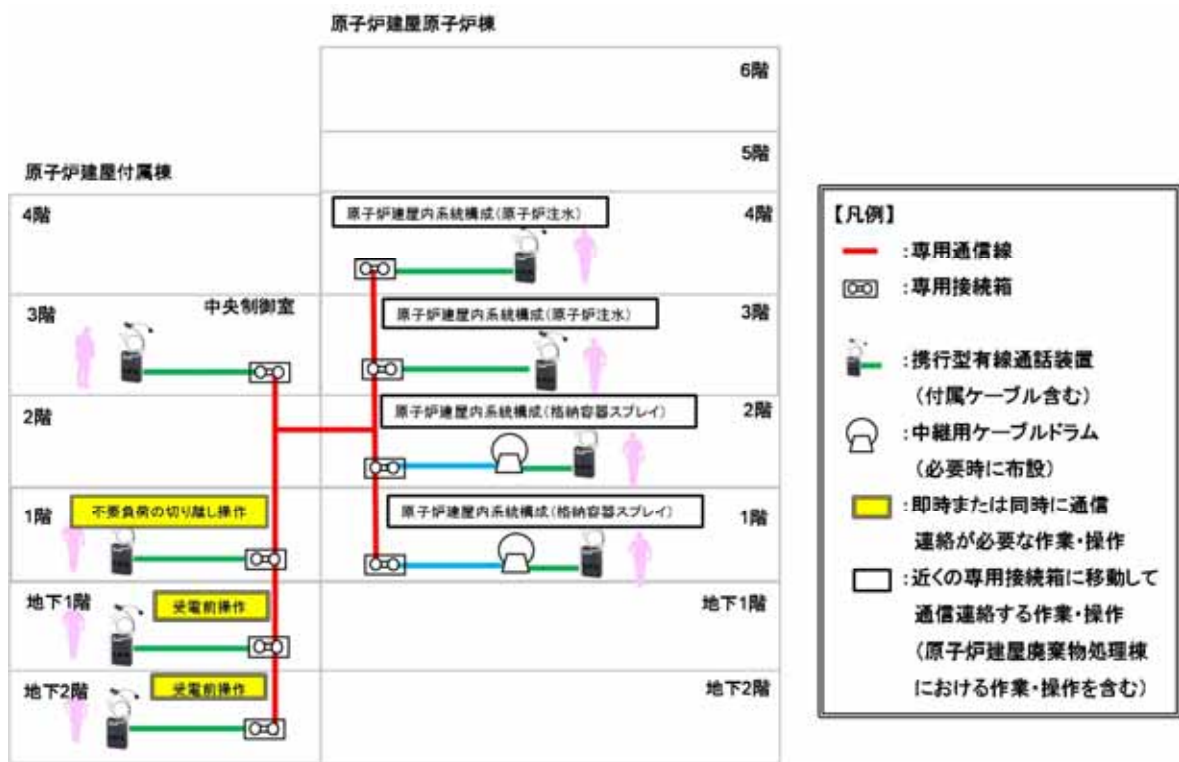 原子炉建屋原子炉棟
6階
5階
原子炉建屋付属棟
4階
原子炉建屋内系統構成(原子炉注水)
4階
3階
中央制御室
原子炉建屋内系統構成(原子炉注水)
3階
2階
原子炉建屋内系統構成(格納容器スプレイ)
2階
1階
不要負荷の切り離し操作
原子炉建屋内系統構成(格納容器スプレイ)
1階
地下1階
受電前操作
地下1階
地下2階
受電前操作
地下2階
【凡例】
:専用通信線
:専用接続箱
:携行型有線通話装置
(付属ケーブル含む)
:中継用ケーブルドラム
(必要時に布設)
:即時または同時に通信
連絡が必要な作業・操作
:近くの専用接続箱に移動して
通信連絡する作業・操作
(原子炉建屋廃棄物処理棟
における作業・操作を含む)